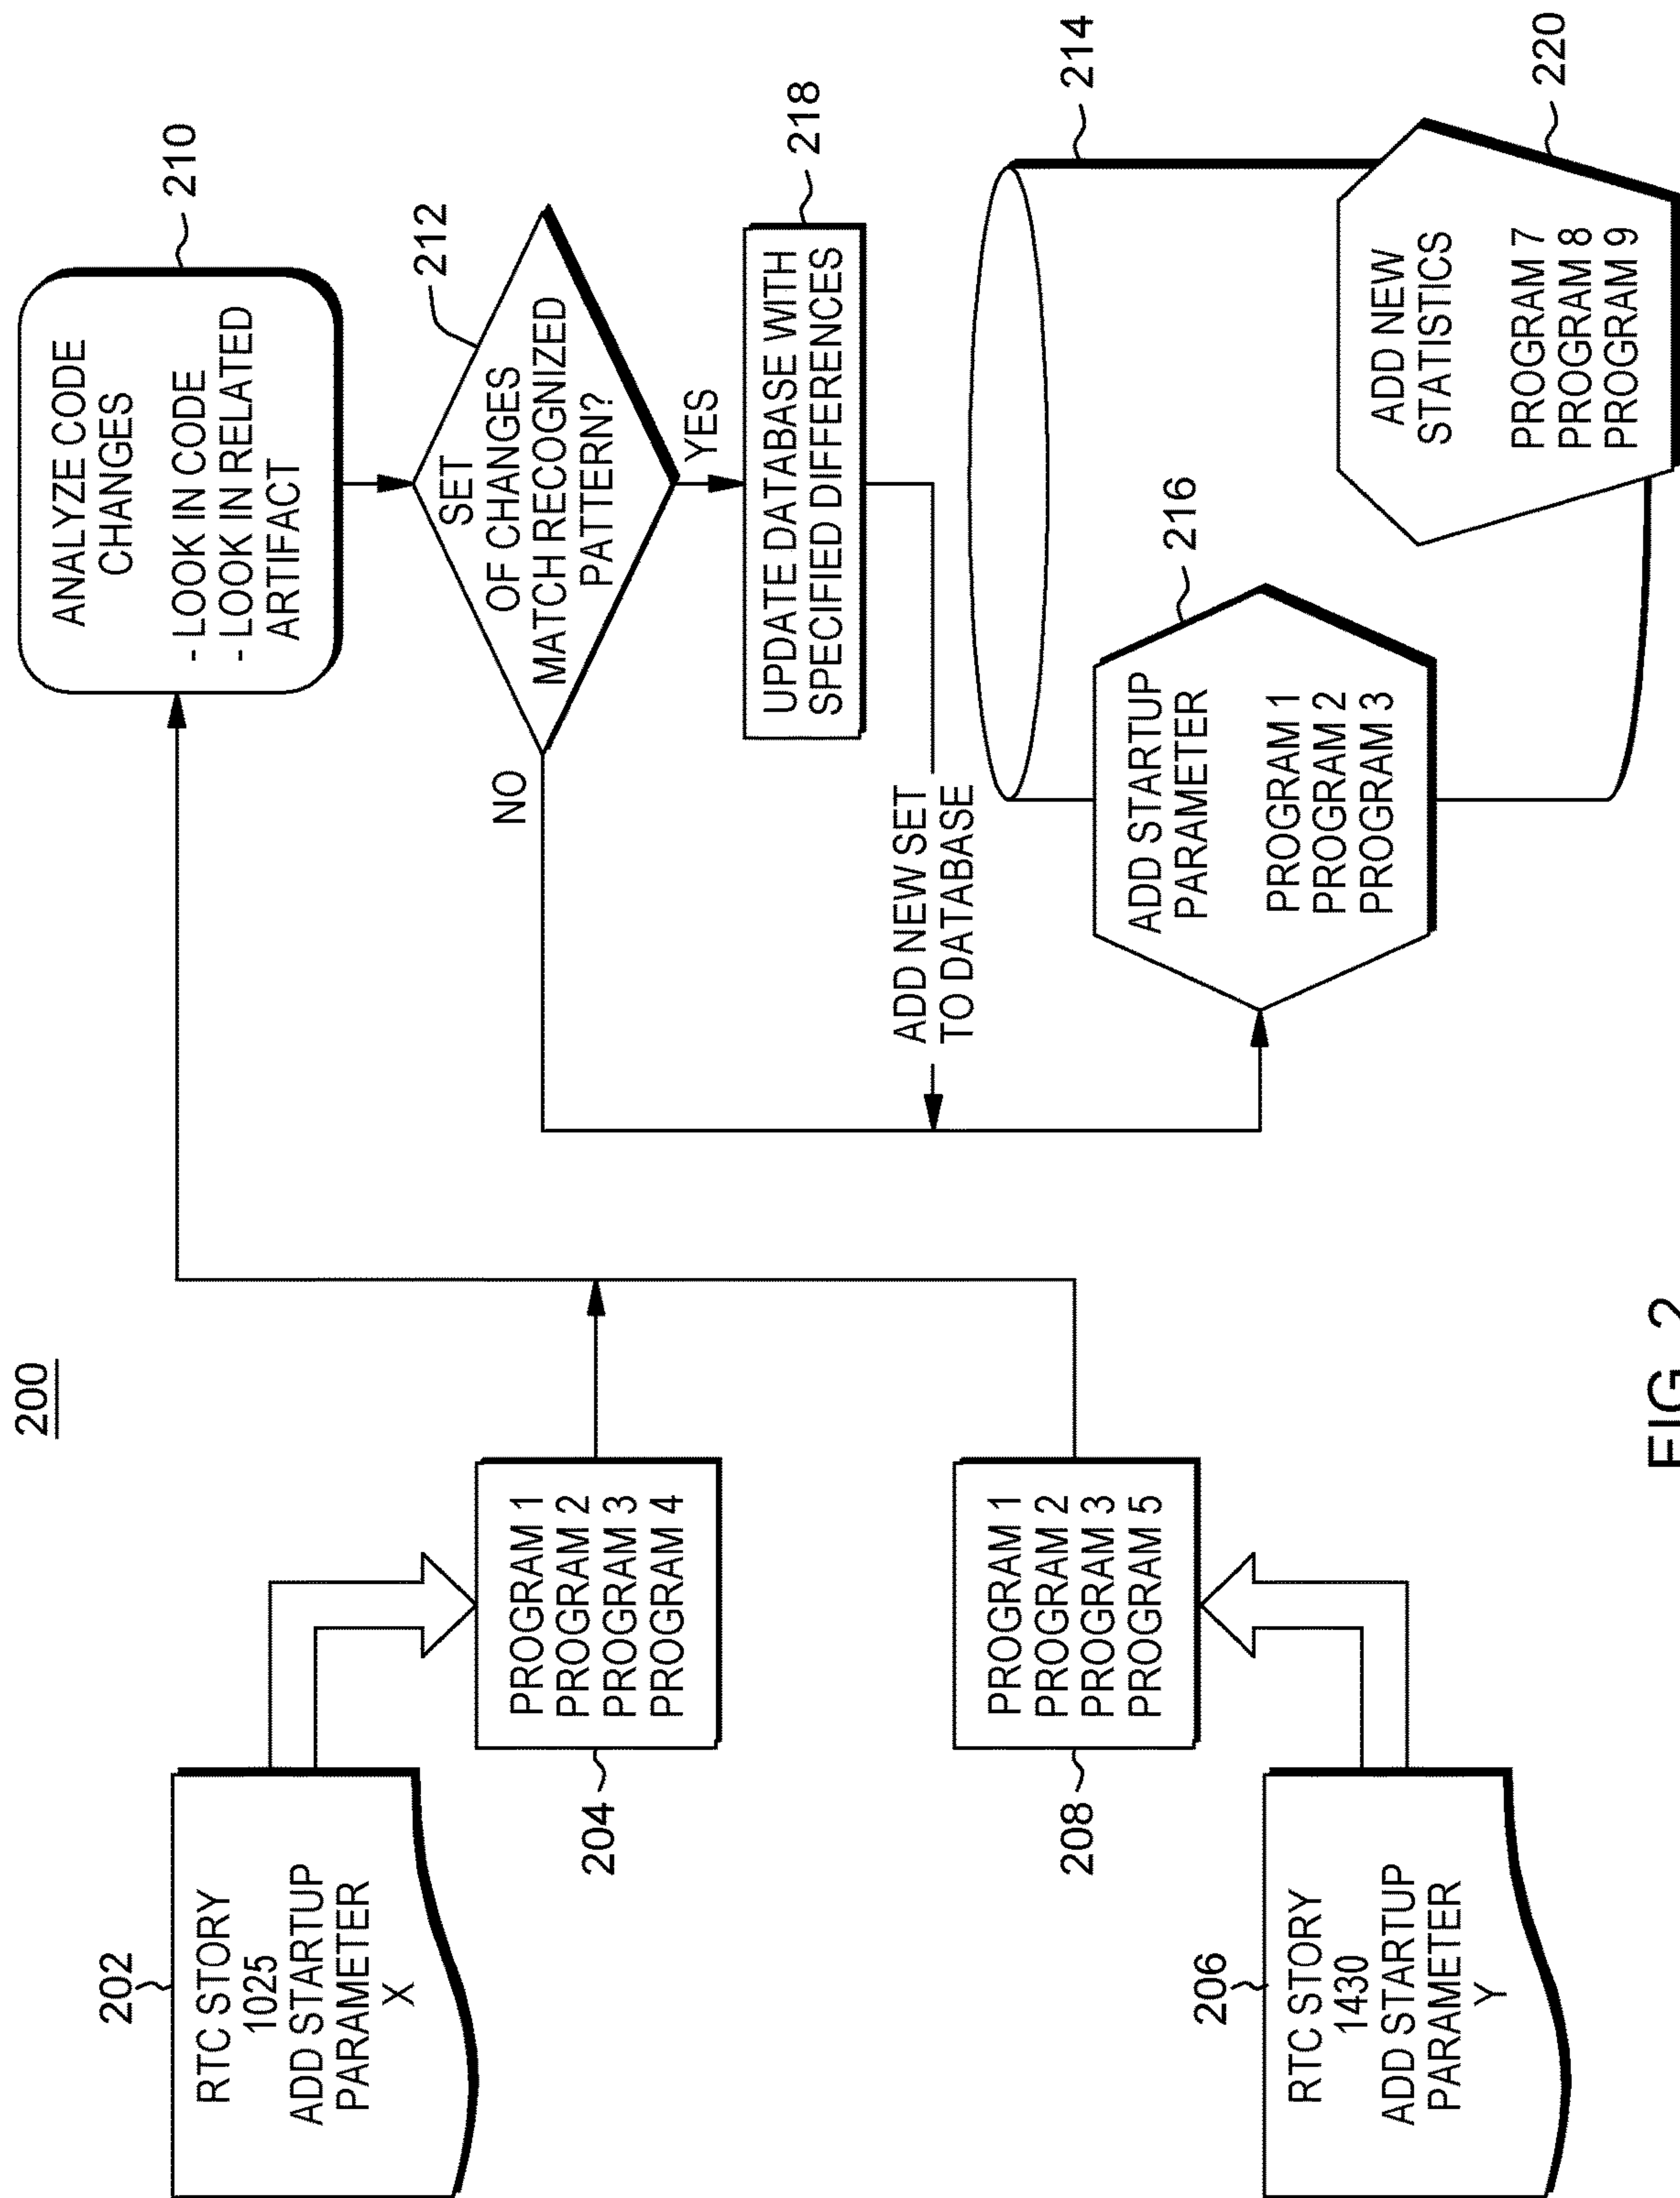 200
202
RTC STORY
1025
ADD STARTUP
PARAMETER
X
PROGRAM 1
PROGRAM 2
PROGRAM 3
PROGRAM 4
204
206
RTC STORY
1430
ADD STARTUP
PARAMETER
Y
PROGRAM 1
PROGRAM 2
PROGRAM 3
PROGRAM 5
208
ANALYZE CODE
CHANGES
- LOOK IN CODE
- LOOK IN RELATED
ARTIFACT
210
SET
OF CHANGES
MATCH RECOGNIZED
PATTERN?
212
NO
YES
UPDATE DATABASE WITH
SPECIFIED DIFFERENCES
218
ADD NEW SET
TO DATABASE
214
ADD STARTUP
PARAMETER
PROGRAM 1
PROGRAM 2
PROGRAM 3
216
ADD NEW
STATISTICS
PROGRAM 7
PROGRAM 8
PROGRAM 9
220
FIG. 2